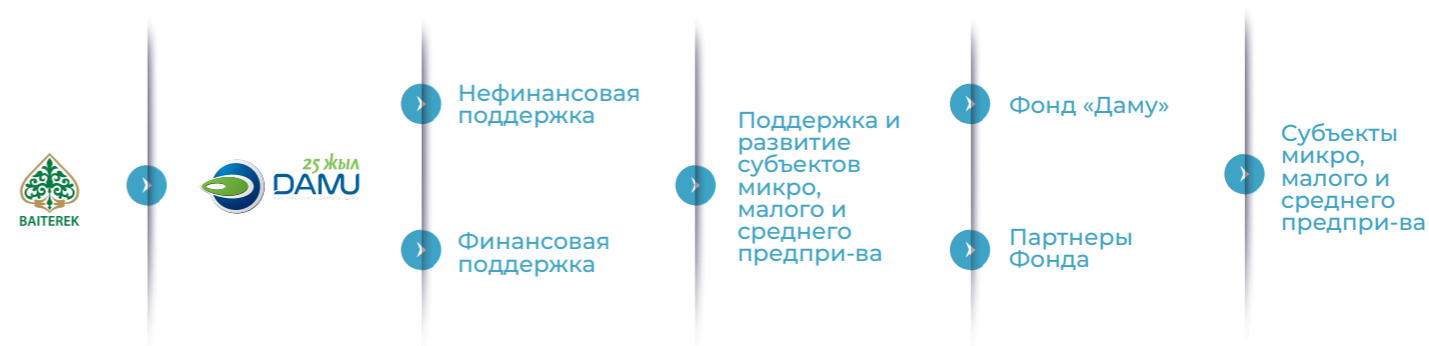 BAITEREK
25 жыл
DAMU
Нефинансовая
поддержка
Финансовая
поддержка
Поддержка и
развитие
субъектов
микро,
малого и
среднего
предпри-ва
Фонд «Даму»
Партнеры
Фонда
Субъекты
микро,
малого и
среднего
предпри-ва